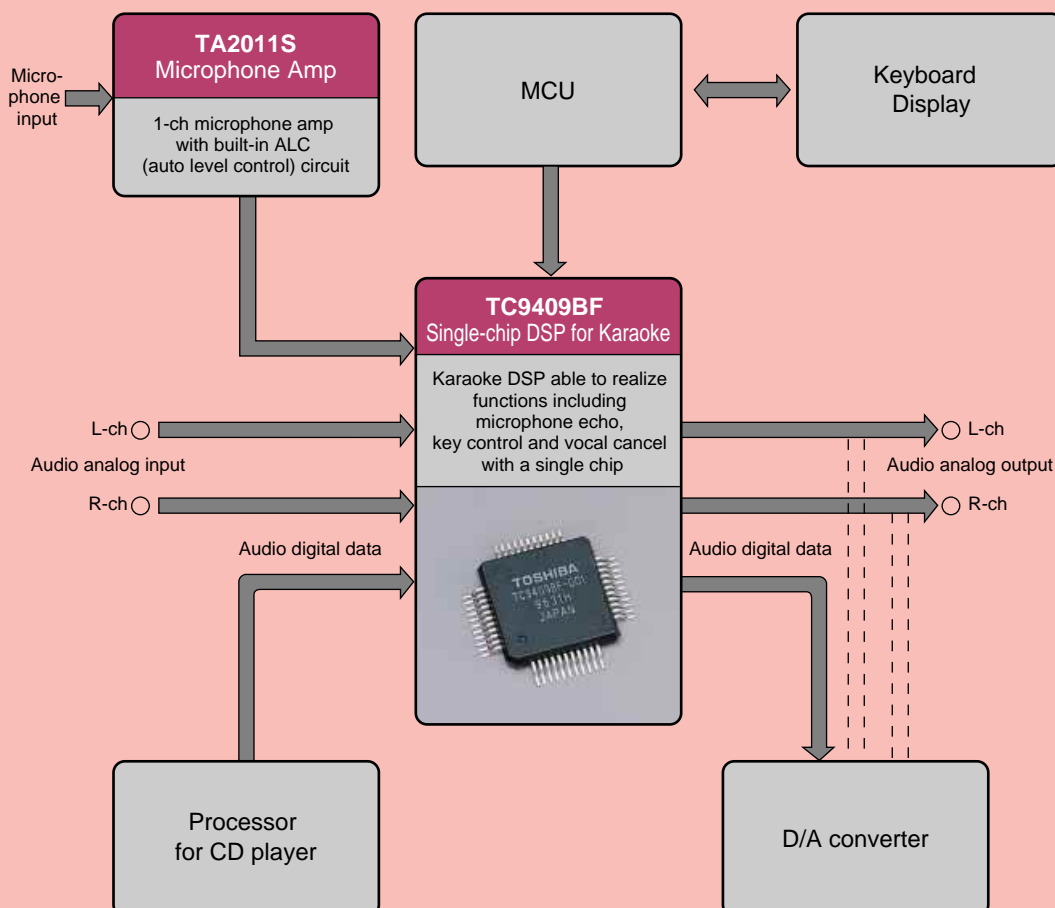 TA2011S
Microphone Amp
Micro-
phone
input
1-ch microphone amp
with built-in ALC
(auto level control) circuit
MCU
Keyboard
Display
TC9409BF
Single-chip DSP for Karaoke
Karaoke DSP able to realize
functions including
microphone echo,
key control and vocal cancel
with a single chip
L-ch
Audio analog input
R-ch
L-ch
Audio analog output
R-ch
Audio digital data
Audio digital data
TOSHIBA
TC9409BF-001
9631H
JAPAN
Processor
for CD player
D/A converter